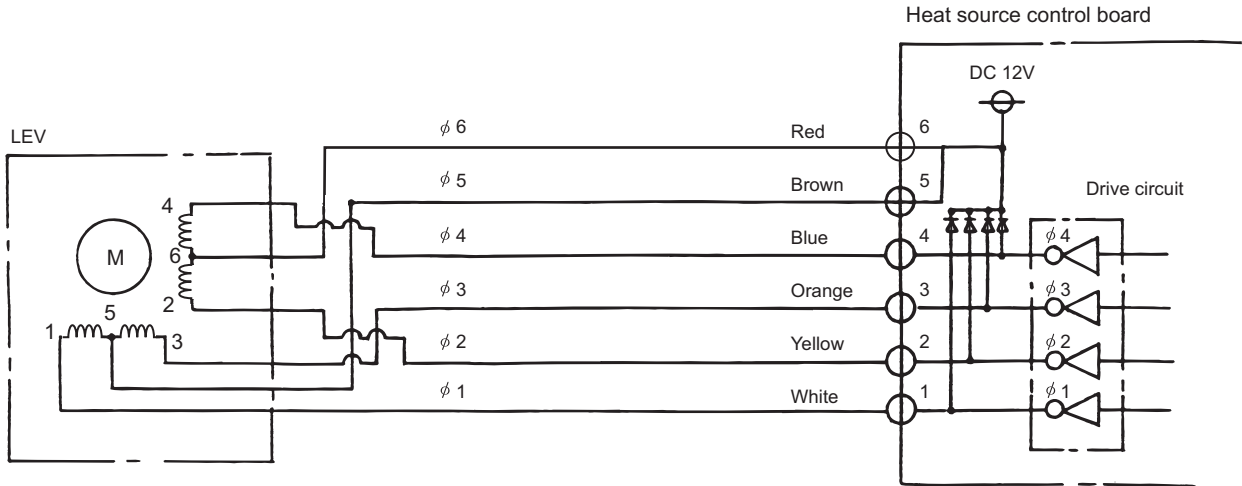 Heat source control board
DC 12V
LEV
ϕ 6 Red 6
ϕ 5 Brown 5
Drive circuit
4
ϕ 4 Blue 4 ϕ 4
M 6
ϕ 3 Orange 3 ϕ 3
2
5
1 3
ϕ 2 Yellow 2 ϕ 2
ϕ 1 White 1 ϕ 1